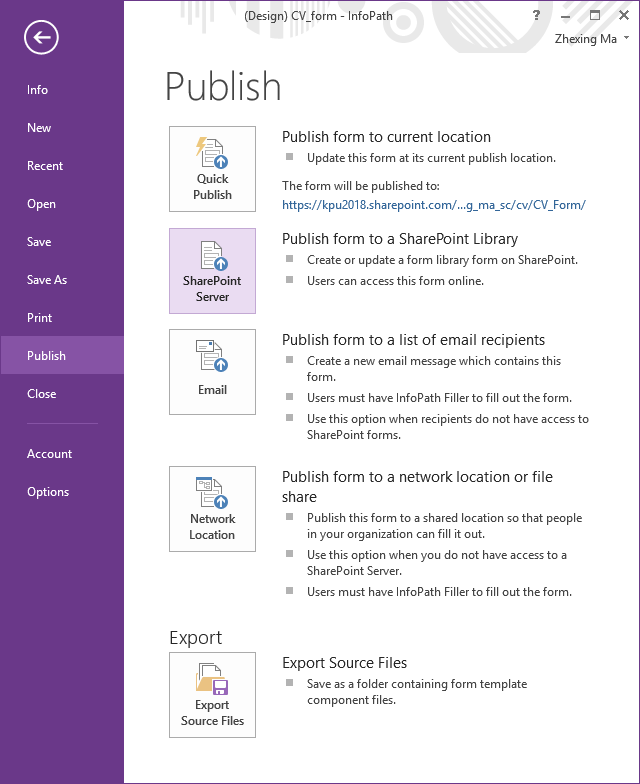 (Design) CV_form - InfoPath
?
Zhexing Ma
Info
New
Recent
Open
Save
Save As
Print
Publish
Close
Account
Options
Publish
Quick
Publish
Publish form to current location
Update this form at its current publish location.
The form will be published to:
https://kpu2018.sharepoint.com/...g_ma_sc/cv/CV_Form/
SharePoint
Server
Publish form to a SharePoint Library
Create or update a form library form on SharePoint.
Users can access this form online.
Email
Publish form to a list of email recipients
Create a new email message which contains this
form.
Users must have InfoPath Filler to fill out the form.
Use this option when recipients do not have access to
SharePoint forms.
Network
Location
Publish form to a network location or file
share
Publish this form to a shared location so that people
in your organization can fill it out.
Use this option when you do not have access to a
SharePoint Server.
Users must have InfoPath Filler to fill out the form.
Export
Export
Source Files
Export Source Files
Save as a folder containing form template
component files.